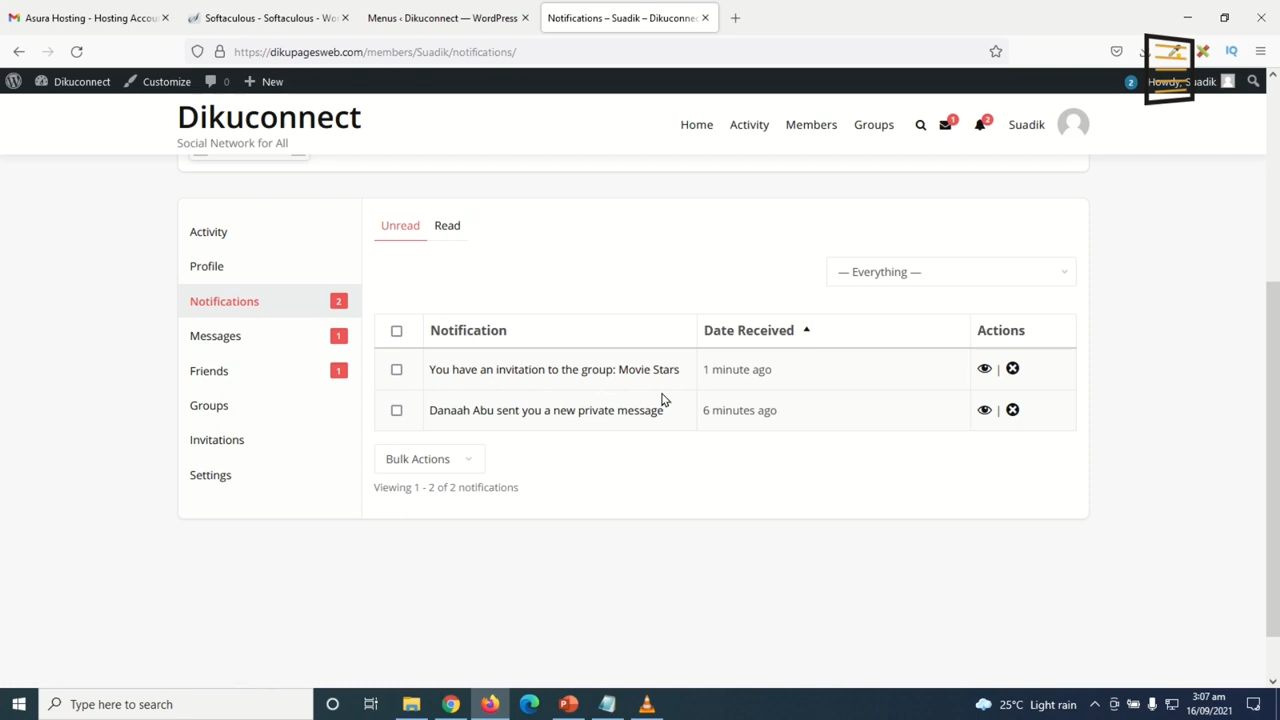 Asura Hosting - Hosting Accou
Softaculous - Softaculous - Wo
Menus ‹ Dikuconnect — WordPress
Notifications – Suadik – Dikuconnec
https://dikupagesweb.com/members/Suadik/notifications/
IQ
Dikuconnect
Customize
0
New
2
Howdy, Suadik
Dikuconnect
Social Network for All
Home
Activity
Members
Groups
1
2
Suadik
Activity
Profile
Notifications 2
Messages 1
Friends 1
Groups
Invitations
Settings
Unread Read
— Everything —
Notification Date Received Actions
You have an invitation to the group: Movie Stars 1 minute ago |
Danaah Abu sent you a new private message 6 minutes ago |
Bulk Actions
Viewing 1 - 2 of 2 notifications
Type here to search
25°C Light rain
3:07 am
16/09/2021